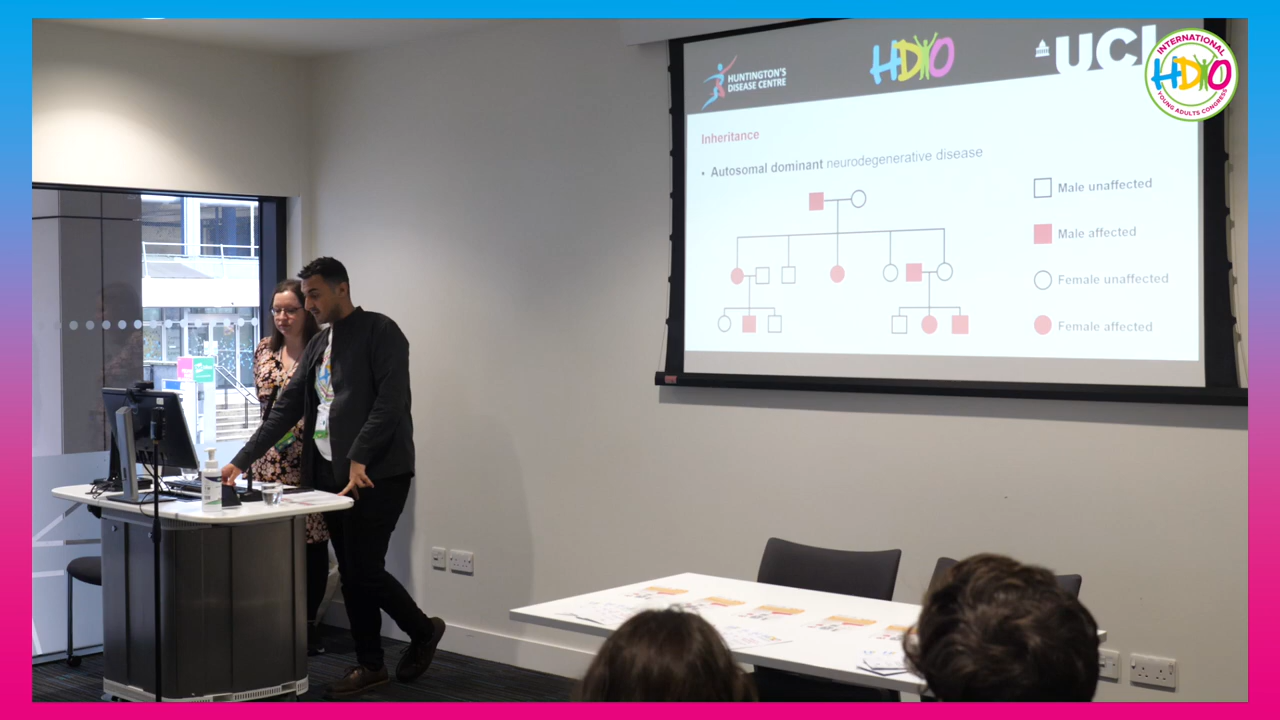 HUNTINGTON'S
DISEASE CENTRE
HDYO
UCL
INTERNATIONAL
HDYO
YOUNG ADULTS CONGRESS
Inheritance
• Autosomal dominant neurodegenerative disease
Male unaffected
Male affected
Female unaffected
Female affected